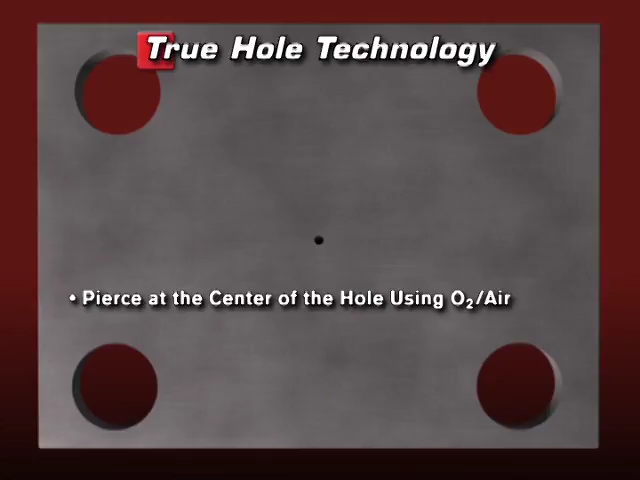 True Hole Technology
• Pierce at the Center of the Hole Using O₂/Air